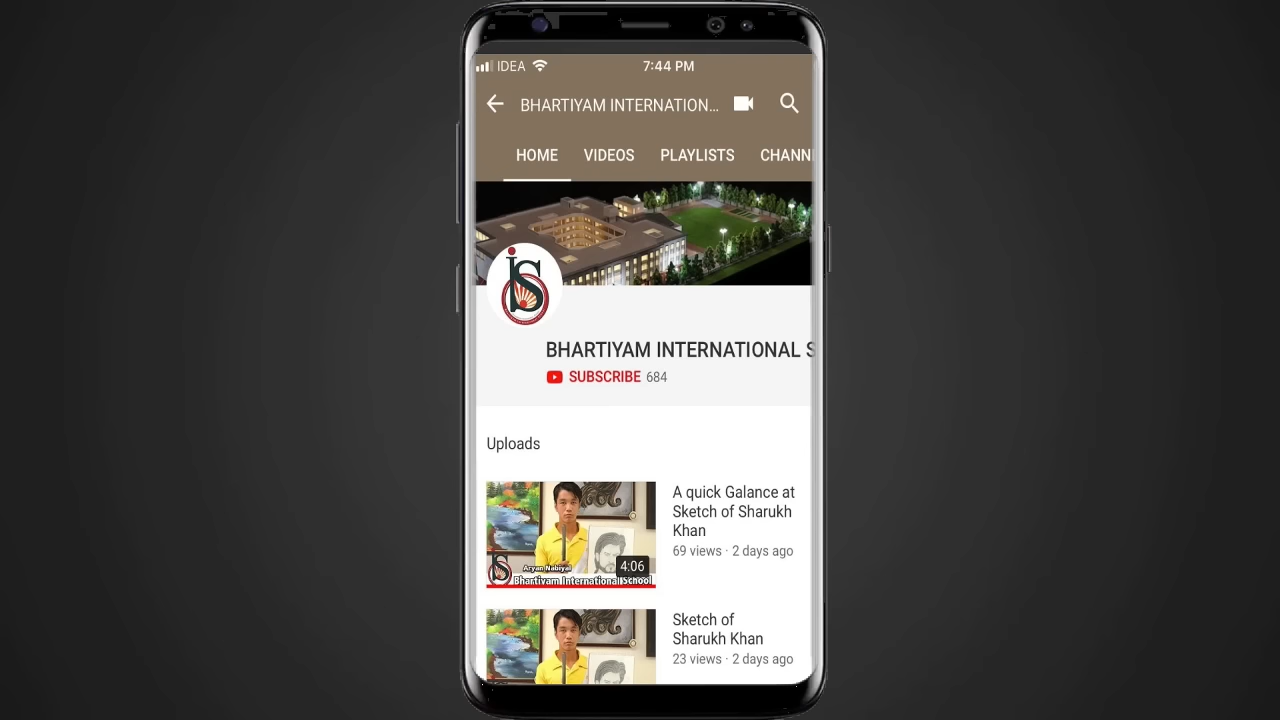 IDEA 7:44 PM
BHARTIYAM INTERNATION...
HOME VIDEOS PLAYLISTS CHANN
BHARTIYAM INTERNATIONAL S
SUBSCRIBE 684
Uploads
A quick Galance at
Sketch of Sharukh
Khan
69 views · 2 days ago
4:06
Aryan Nabiyal
Bhartiyam International School
Sketch of
Sharukh Khan
23 views · 2 days ago